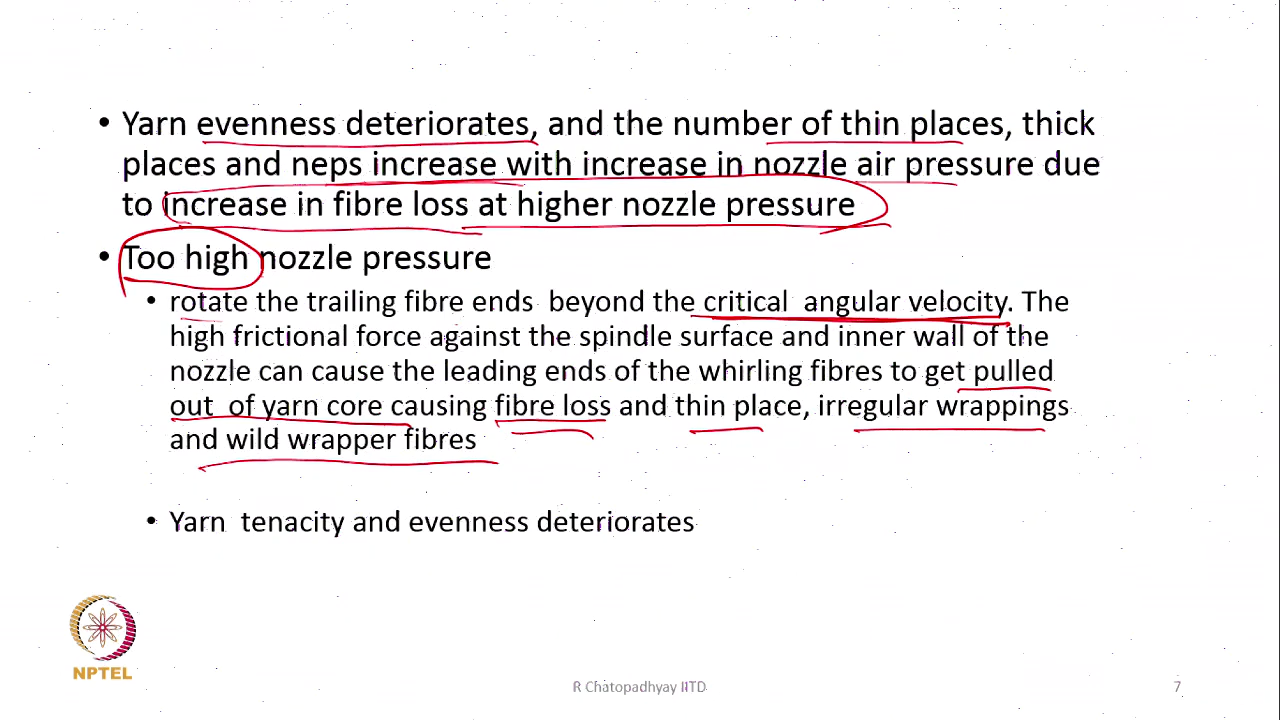 • Yarn evenness deteriorates, and the number of thin places, thick
places and neps increase with increase in nozzle air pressure due
to increase in fibre loss at higher nozzle pressure
• Too high nozzle pressure
• rotate the trailing fibre ends beyond the critical angular velocity. The
high frictional force against the spindle surface and inner wall of the
nozzle can cause the leading ends of the whirling fibres to get pulled
out of yarn core causing fibre loss and thin place, irregular wrappings
and wild wrapper fibres
• Yarn tenacity and evenness deteriorates
NPTEL
R Chatopadhyay IITD
7